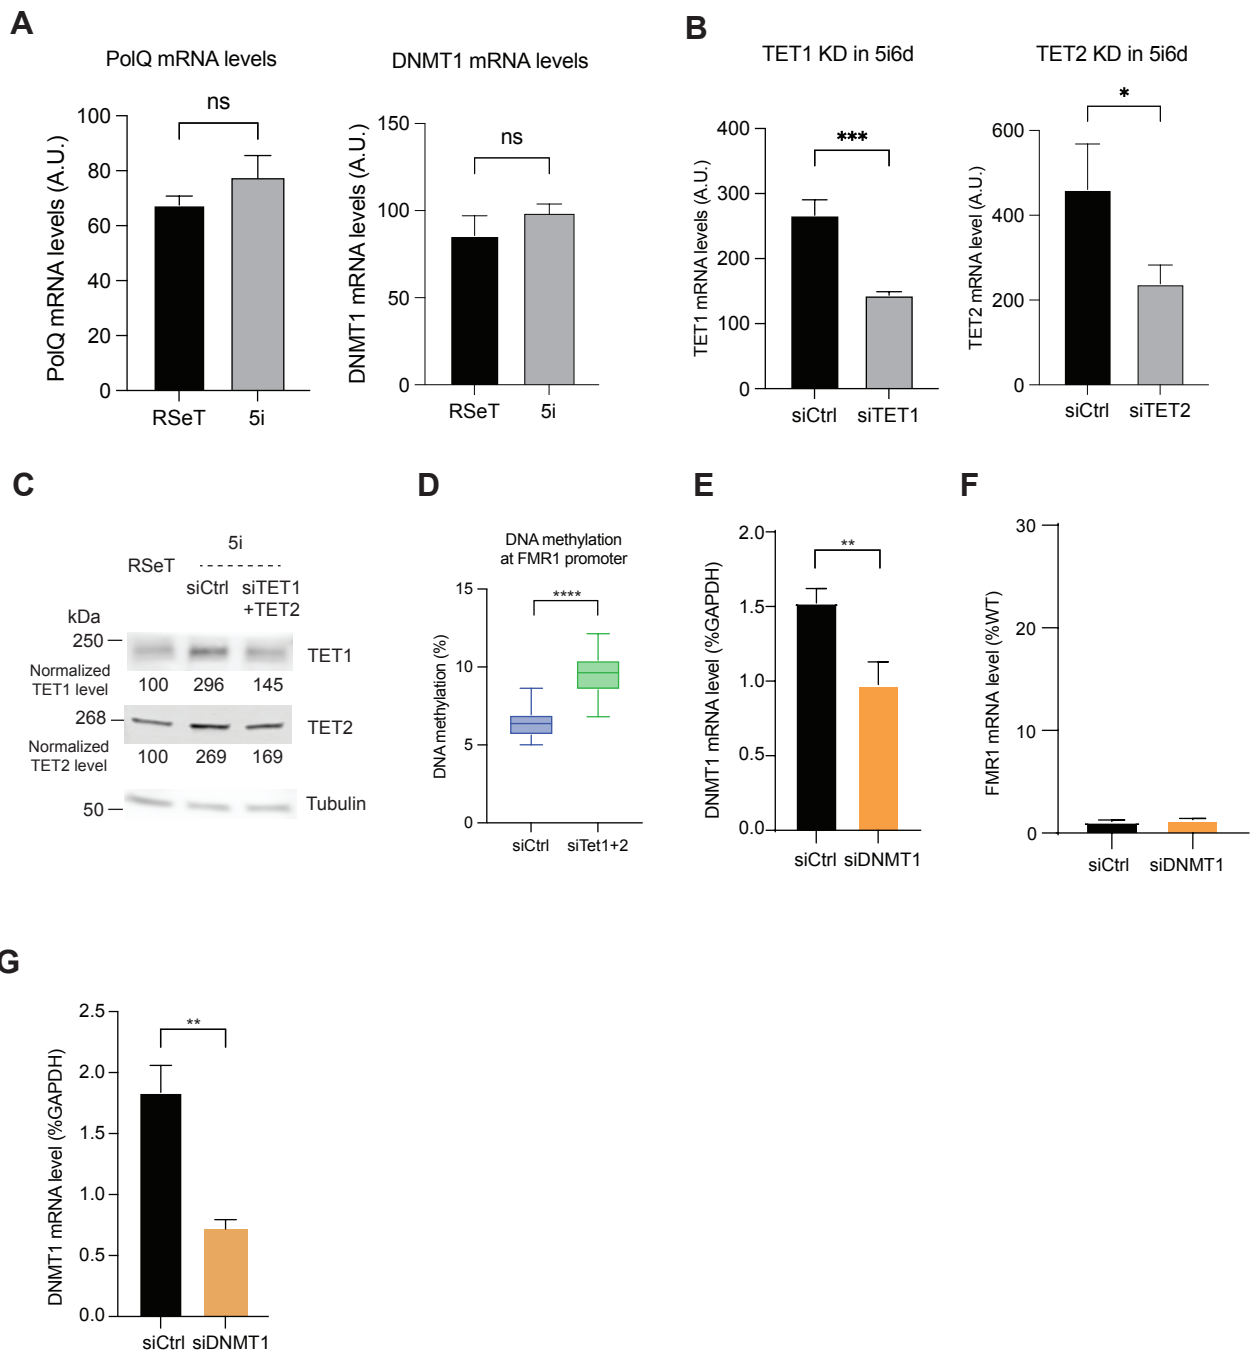 A
PolQ mRNA levels
PolQ mRNA levels (A.U.)
100
80
60
40
20
0
ns
RSeT 5i
DNMT1 mRNA levels
DNMT1 mRNA levels (A.U.)
150
100
50
0
ns
RSeT 5i
B
TET1 KD in 5i6d
TET1 mRNA levels (A.U.)
400
300
200
100
0
***
siCtrl siTET1
TET2 KD in 5i6d
TET2 mRNA level (A.U.)
600
400
200
0
*
siCtrl siTET2
C
5i
RSeT
siCtrl siTET1
+TET2
kDa
250
TET1
Normalized
TET1 level
100 296 145
268
TET2
Normalized
TET2 level
100 269 169
50
Tubulin
D
DNA methylation
at FMR1 promoter
DNA methylation (%)
15
10
5
0
****
siCtrl siTet1+2
E
DNMT1 mRNA level (%GAPDH)
2.0
1.5
1.0
0.5
0.0
**
siCtrl siDNMT1
F
FMR1 mRNA level (%WT)
30
20
10
0
siCtrl siDNMT1
G
DNMT1 mRNA level (%GAPDH)
2.5
2.0
1.5
1.0
0.5
0.0
**
siCtrl siDNMT1